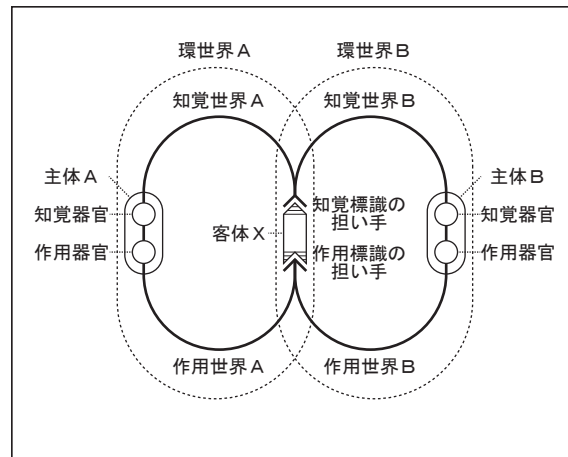 環世界A
環世界B
知覚世界A
知覚世界B
主体A
知覚器官
作用器官
客体X
知覚標識の
担い手
作用標識の
担い手
主体B
知覚器官
作用器官
作用世界A
作用世界B